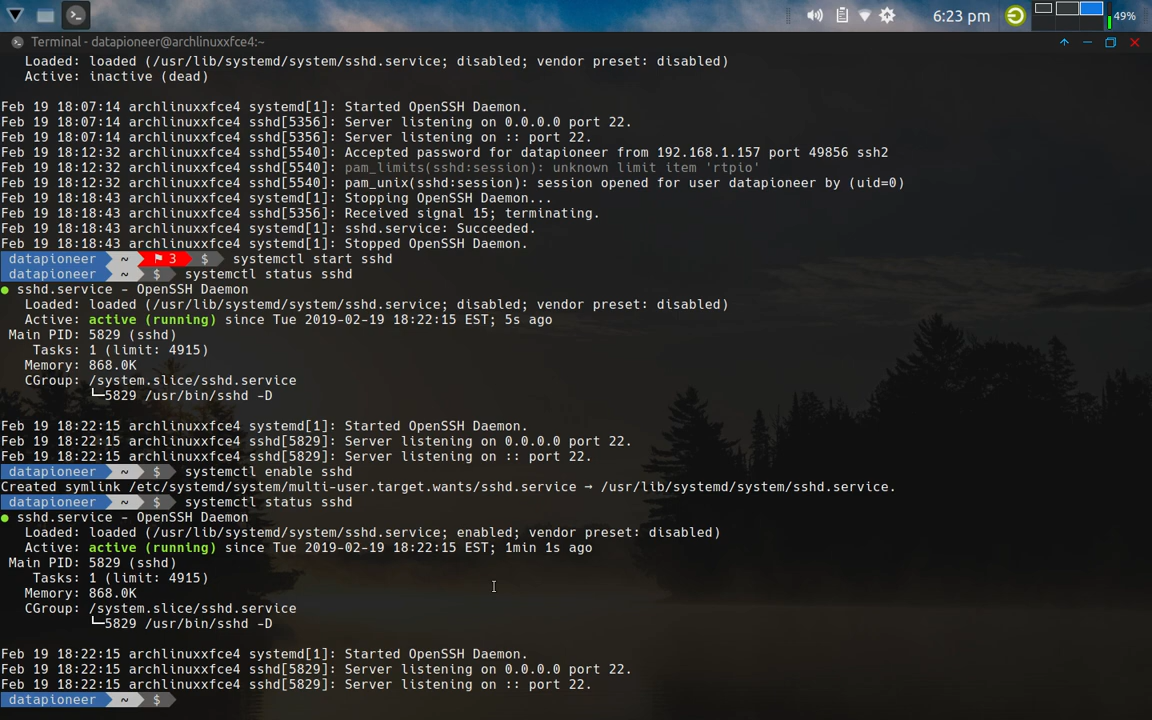 6:23 pm
49%
Terminal - datapioneer@archlinuxxfce4:~
Loaded: loaded (/usr/lib/systemd/system/sshd.service; disabled; vendor preset: disabled)
Active: inactive (dead)
Feb 19 18:07:14 archlinuxxfce4 systemd[1]: Started OpenSSH Daemon.
Feb 19 18:07:14 archlinuxxfce4 sshd[5356]: Server listening on 0.0.0.0 port 22.
Feb 19 18:07:14 archlinuxxfce4 sshd[5356]: Server listening on :: port 22.
Feb 19 18:12:32 archlinuxxfce4 sshd[5540]: Accepted password for datapioneer from 192.168.1.157 port 49856 ssh2
Feb 19 18:12:32 archlinuxxfce4 sshd[5540]: pam_limits(sshd:session): unknown limit item 'rtpio'
Feb 19 18:12:32 archlinuxxfce4 sshd[5540]: pam_unix(sshd:session): session opened for user datapioneer by (uid=0)
Feb 19 18:18:43 archlinuxxfce4 systemd[1]: Stopping OpenSSH Daemon...
Feb 19 18:18:43 archlinuxxfce4 sshd[5356]: Received signal 15; terminating.
Feb 19 18:18:43 archlinuxxfce4 systemd[1]: sshd.service: Succeeded.
Feb 19 18:18:43 archlinuxxfce4 systemd[1]: Stopped OpenSSH Daemon.
datapioneer ~ ⚑ 3 $ systemctl start sshd
datapioneer ~ $ systemctl status sshd
● sshd.service - OpenSSH Daemon
Loaded: loaded (/usr/lib/systemd/system/sshd.service; disabled; vendor preset: disabled)
Active: active (running) since Tue 2019-02-19 18:22:15 EST; 5s ago
Main PID: 5829 (sshd)
Tasks: 1 (limit: 4915)
Memory: 868.0K
CGroup: /system.slice/sshd.service
└─5829 /usr/bin/sshd -D
Feb 19 18:22:15 archlinuxxfce4 systemd[1]: Started OpenSSH Daemon.
Feb 19 18:22:15 archlinuxxfce4 sshd[5829]: Server listening on 0.0.0.0 port 22.
Feb 19 18:22:15 archlinuxxfce4 sshd[5829]: Server listening on :: port 22.
datapioneer ~ $ systemctl enable sshd
Created symlink /etc/systemd/system/multi-user.target.wants/sshd.service → /usr/lib/systemd/system/sshd.service.
datapioneer ~ $ systemctl status sshd
● sshd.service - OpenSSH Daemon
Loaded: loaded (/usr/lib/systemd/system/sshd.service; enabled; vendor preset: disabled)
Active: active (running) since Tue 2019-02-19 18:22:15 EST; 1min 1s ago
Main PID: 5829 (sshd)
Tasks: 1 (limit: 4915)
Memory: 868.0K
CGroup: /system.slice/sshd.service
└─5829 /usr/bin/sshd -D
Feb 19 18:22:15 archlinuxxfce4 systemd[1]: Started OpenSSH Daemon.
Feb 19 18:22:15 archlinuxxfce4 sshd[5829]: Server listening on 0.0.0.0 port 22.
Feb 19 18:22:15 archlinuxxfce4 sshd[5829]: Server listening on :: port 22.
datapioneer ~ $